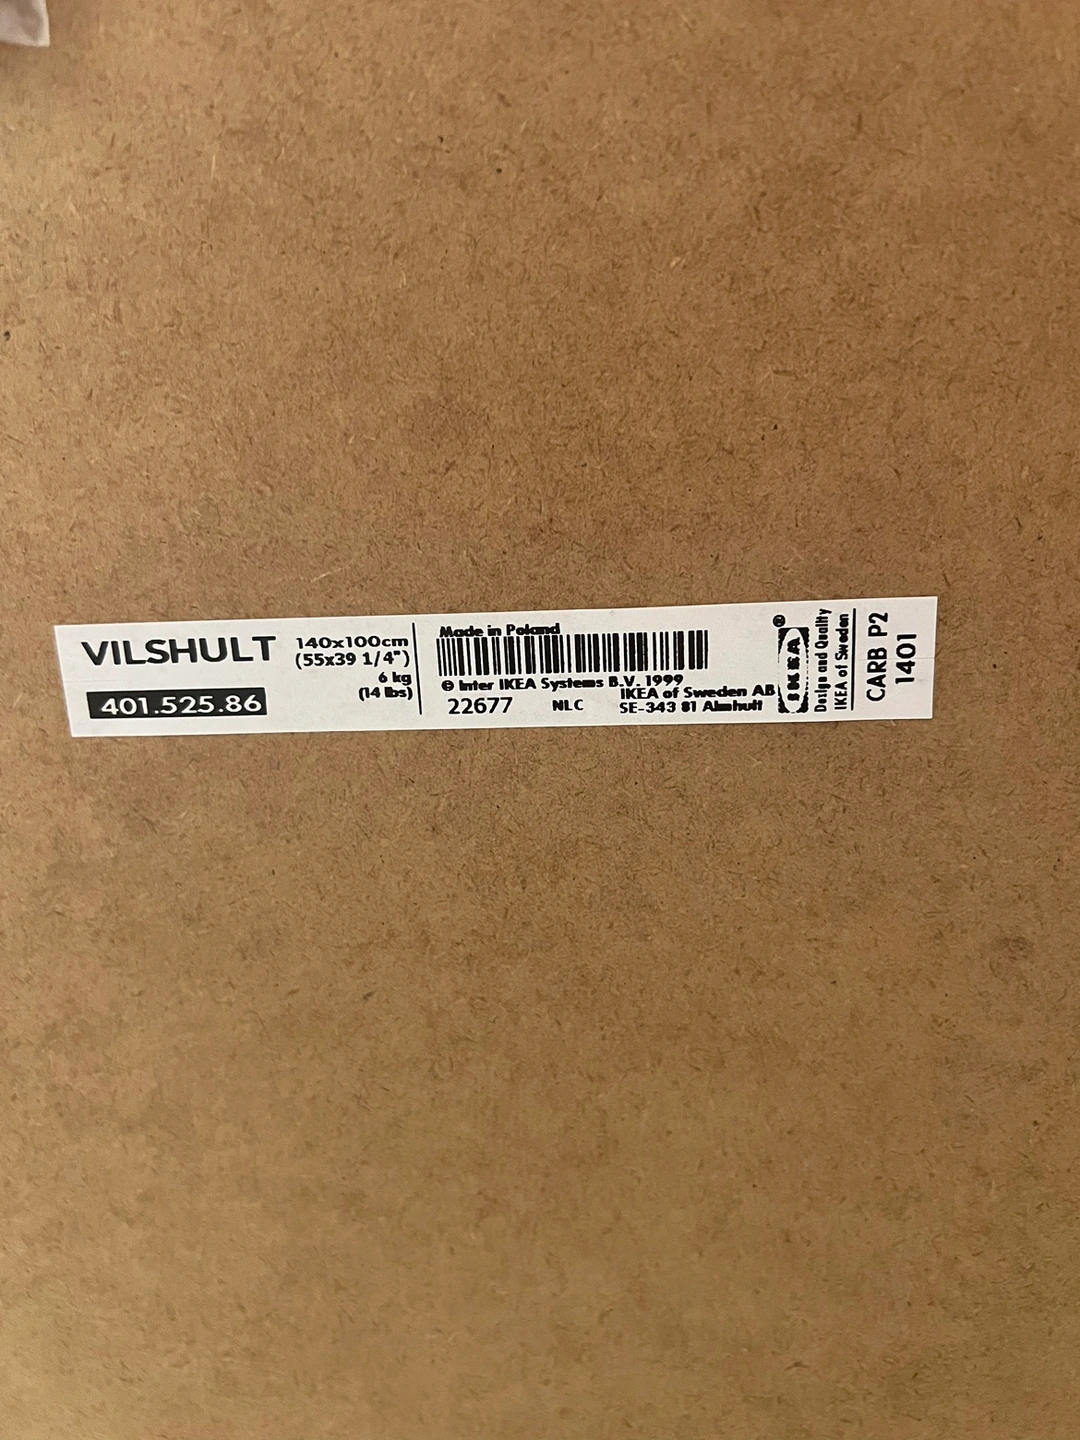 VILSHULT
401.525.86
140x100cm
(55x39 1/4")
6 kg
(14 lbs)
Made in Poland
© Inter IKEA Systems B.V. 1999
22677 NLC
IKEA of Sweden AB
SE-343 81 Älmhult
IKEA ®
Design and Quality
IKEA of Sweden
CARB P2
1401